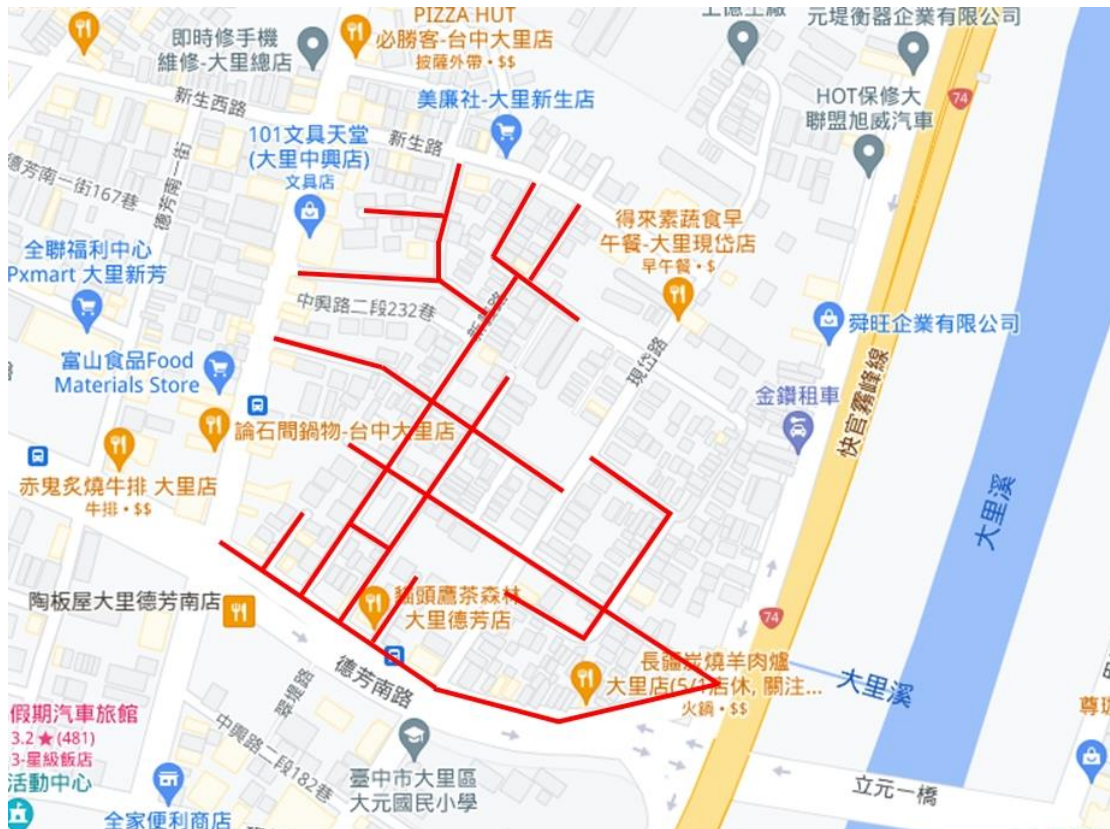 PIZZA HUT
必勝客-台中大里店
披薩外帶・$$
即時修手機
維修-大里總店
元堤衡器企業有限公司
74
HOT保修大
聯盟旭威汽車
新生西路
美廉社-大里新生店
新生路
101文具天堂
(大里中興店)
文具店
德芳南一街167巷
德芳南一街
得來素蔬食早
午餐-大里現岱店
早午餐・$
全聯福利中心
Pxmart 大里新芳
中興路二段232巷
舜旺企業有限公司
富山食品Food
Materials Store
現岱路
金鑽租車
快官霧峰線
論石間鍋物-台中大里店
赤鬼炙燒牛排 大里店
牛排・$$
大里溪
陶板屋大里德芳南店
貓頭鷹茶森林
大里德芳店
74
長疆炭燒羊肉爐
大里店(5/1店休, 關注...
火鍋・$$
大里溪
德芳南路
假期汽車旅館
3.2★(481)
3-星級飯店
活動中心
中興路二段182巷
臺中市大里區
大元國民小學
立元一橋
全家便利商店